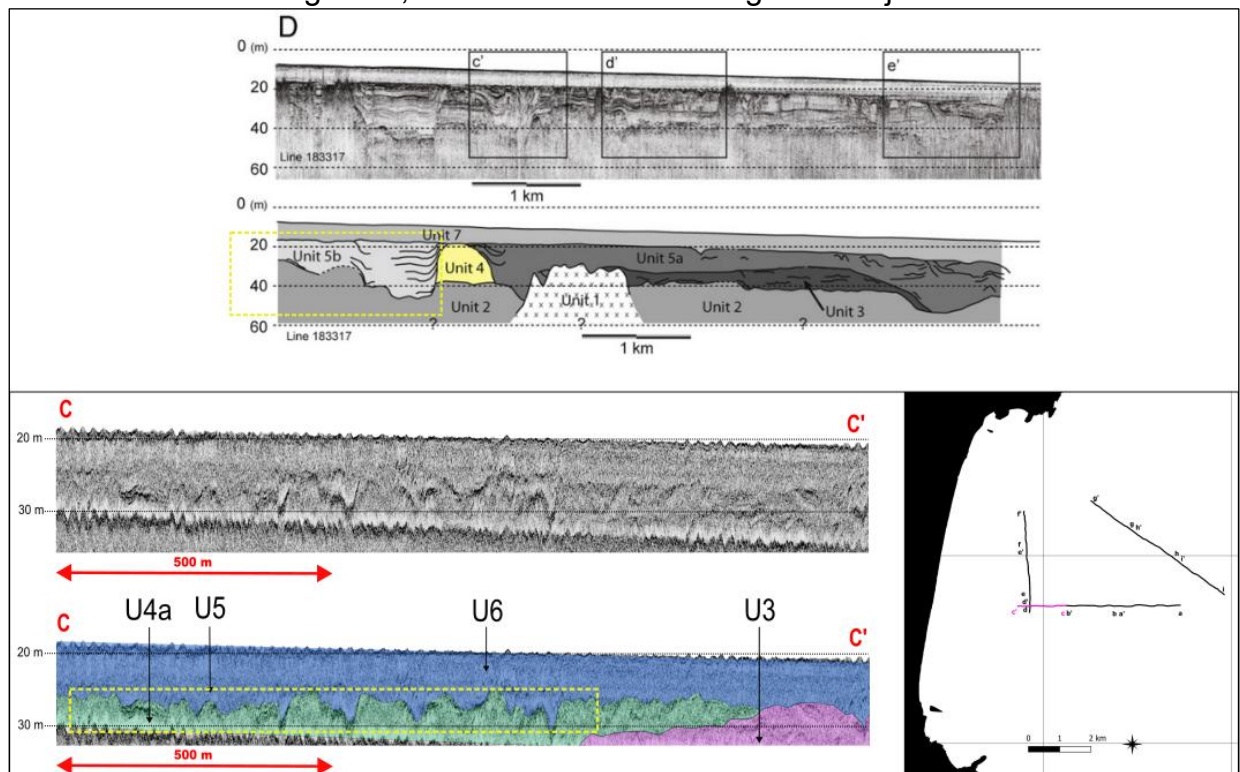 D
0 (m)
c' d' e'
20
40
Line 183317
60
1 km
0 (m)
Unit 7
20
Unit 5b
Unit 5a
Unit 4
40
Unit 2
Unit 1
Unit 2
Unit 3
? ? ?
60
Line 183317
1 km
C C'
20 m
30 m
500 m
U4a U5 U6 U3
C C'
20 m
30 m
500 m
g'
g h'
h i'
i
f'
f
e'
e
d'
d
c' c b' b a' a
0 1 2 km